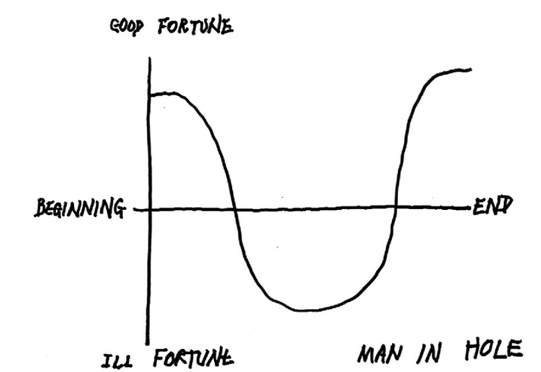 GOOD FORTUNE
BEGINNING
END
ILL FORTUNE
MAN IN HOLE